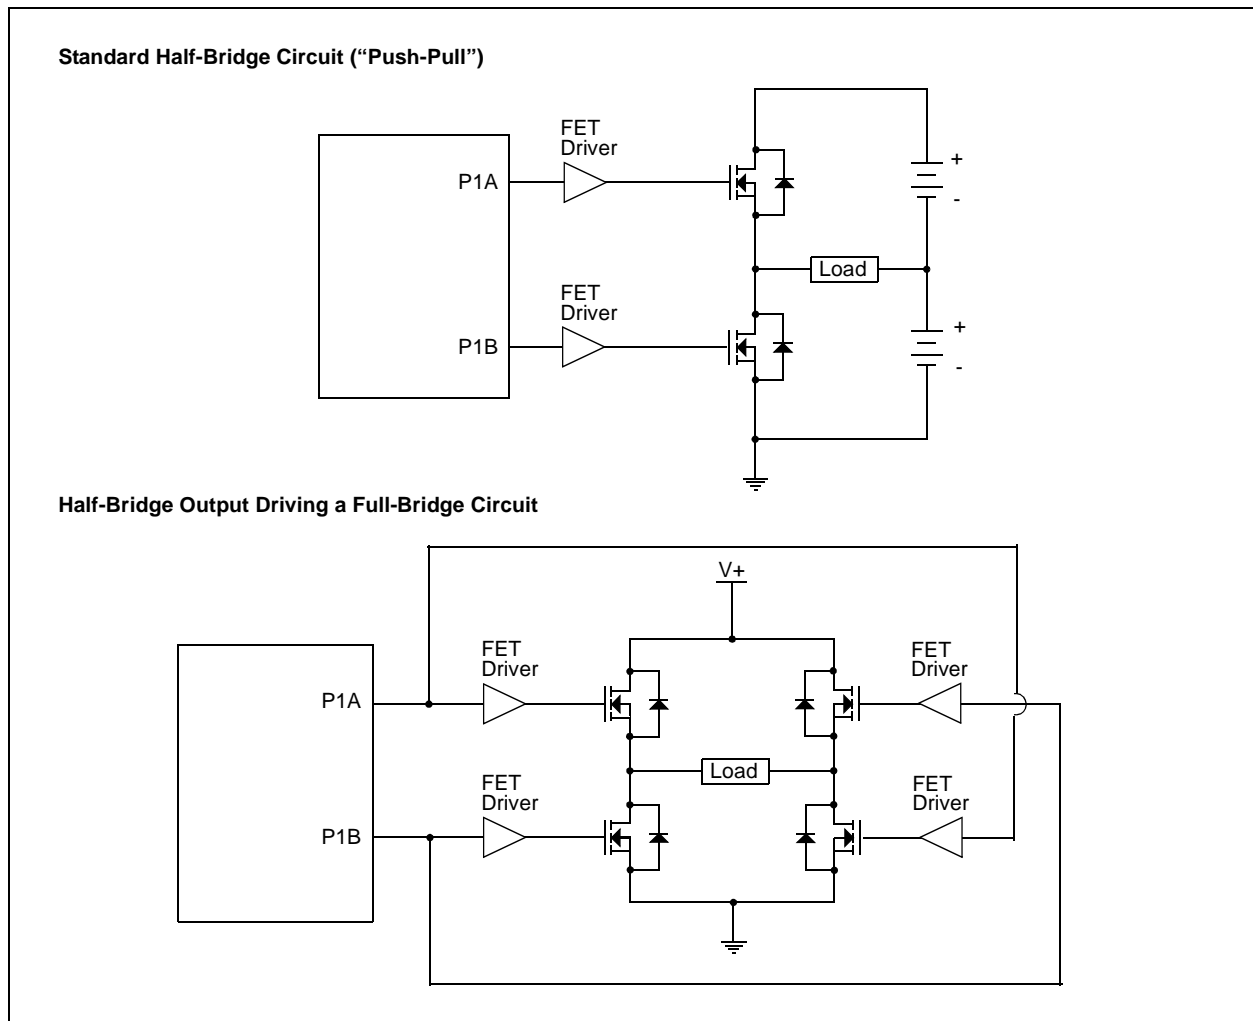 Standard Half-Bridge Circuit (“Push-Pull”)
FET
Driver
P1A
+
-
Load
FET
Driver
P1B
+
-
Half-Bridge Output Driving a Full-Bridge Circuit
V+
FET
Driver
FET
Driver
P1A
Load
FET
Driver
FET
Driver
P1B